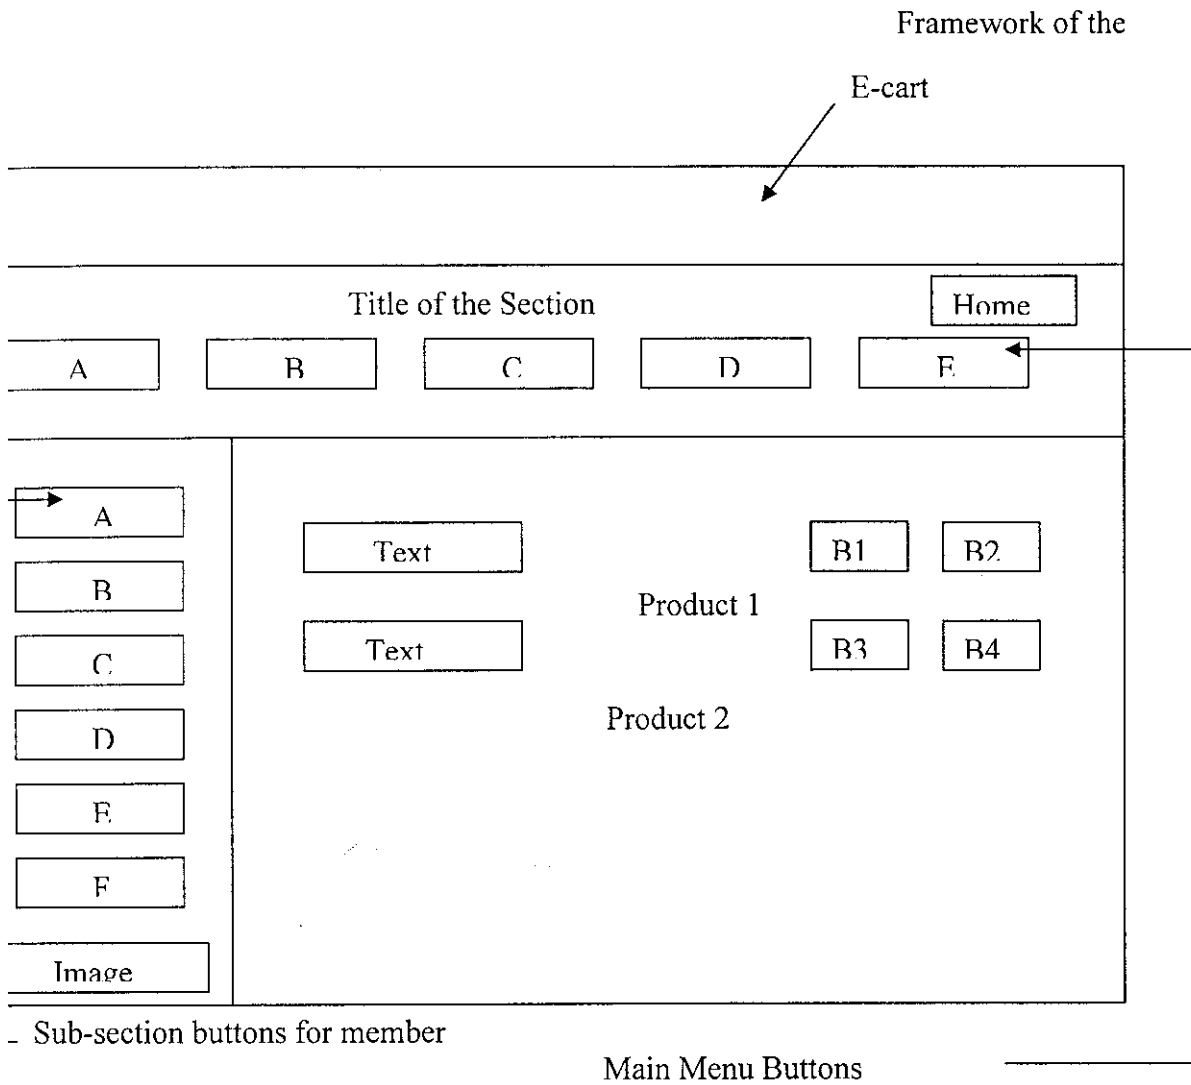 Framework of the
E-cart
Title of the Section
Home
A B C D E
A
Text B1 B2
B
Product 1
Text B3 B4
C
Product 2
D
E
F
Image
Sub-section buttons for member
Main Menu Buttons